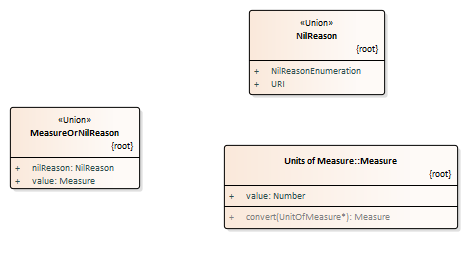 «Union»
NilReason
{root}
+ NilReasonEnumeration
+ URI
«Union»
MeasureOrNilReason
{root}
+ nilReason: NilReason
+ value: Measure
Units of Measure::Measure
{root}
+ value: Number
+ convert(UnitOfMeasure*): Measure